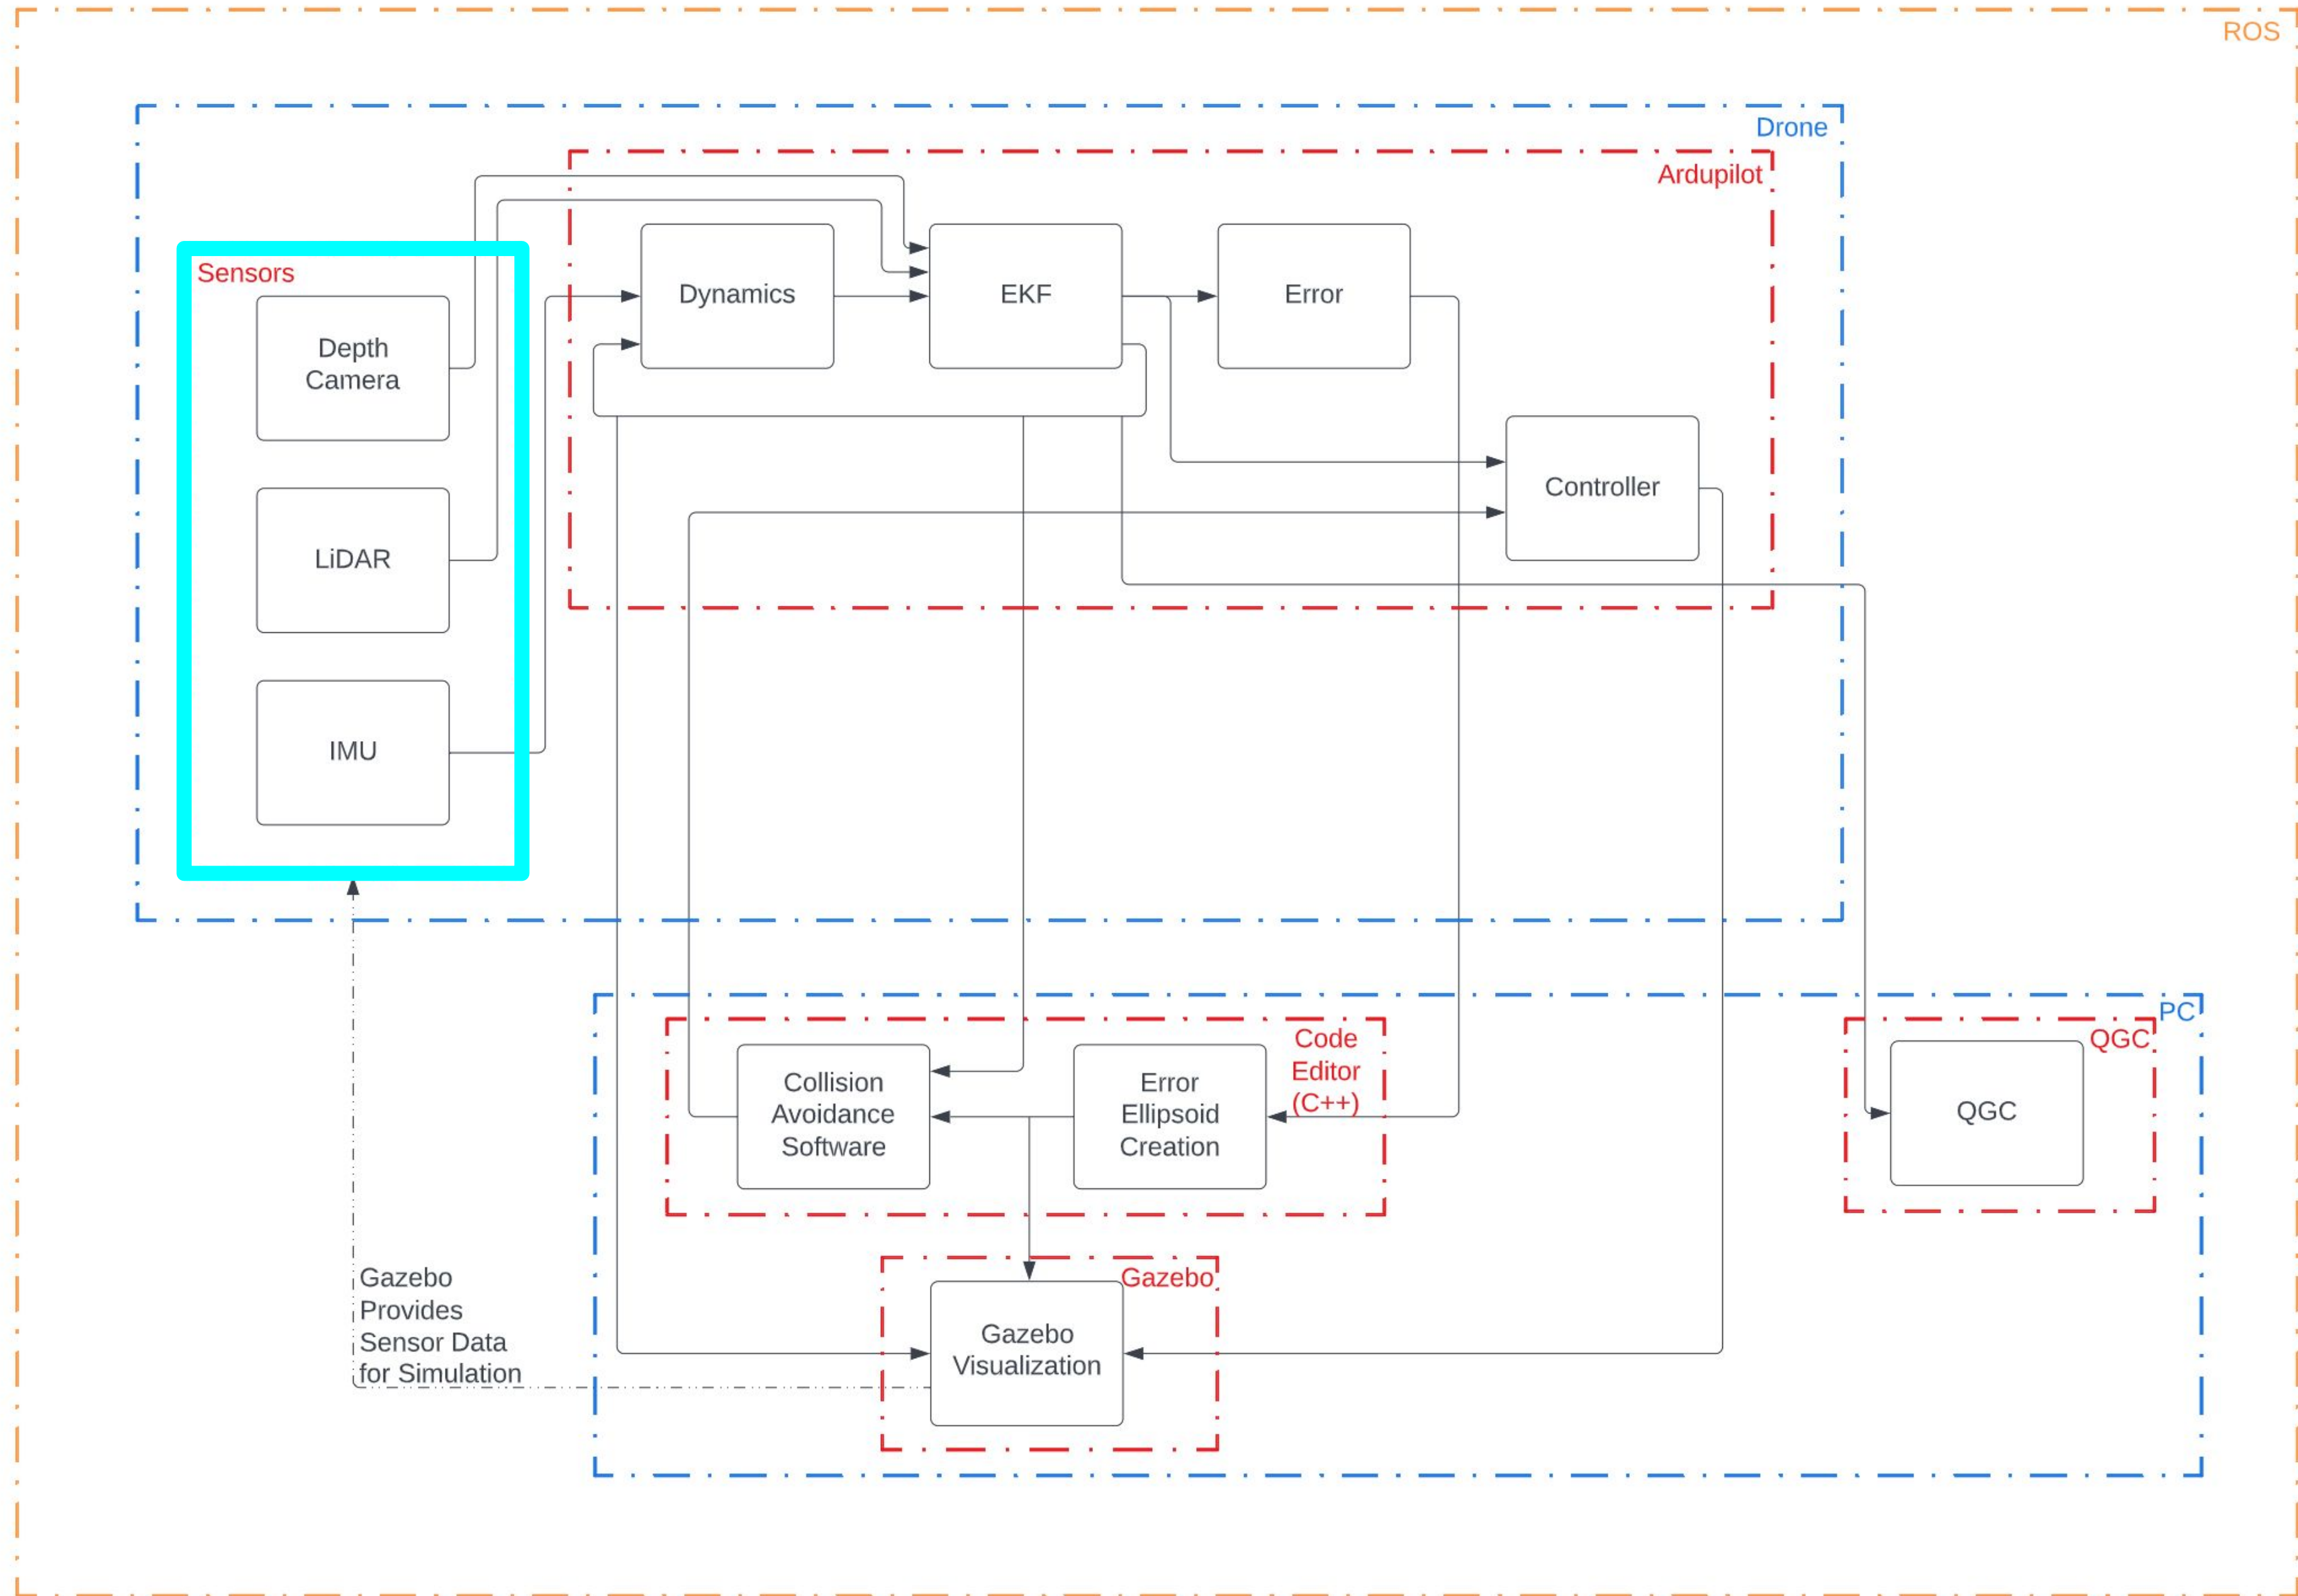 ROS
Drone
Ardupilot
Sensors
Dynamics
EKF
Error
Depth
Camera
Controller
LiDAR
IMU
PC
Code
Editor
(C++)
QGC
Collision
Avoidance
Software
Error
Ellipsoid
Creation
QGC
Gazebo
Gazebo
Provides
Sensor Data
for Simulation
Gazebo
Visualization